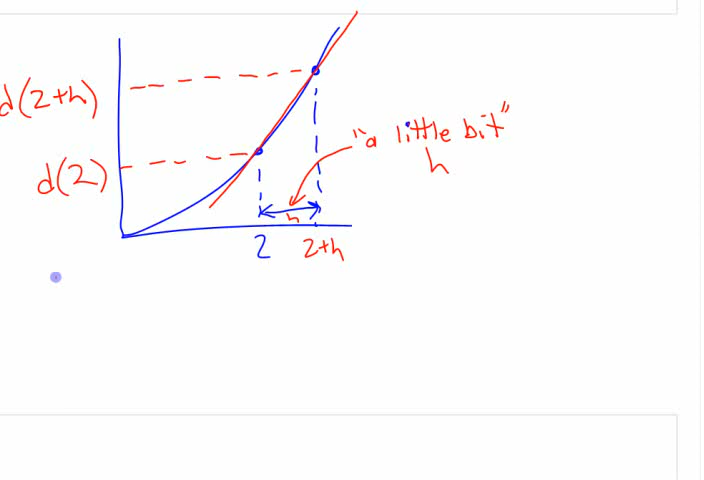 d(2+h)
"a little bit"
h
d(2)
h
2
2+h